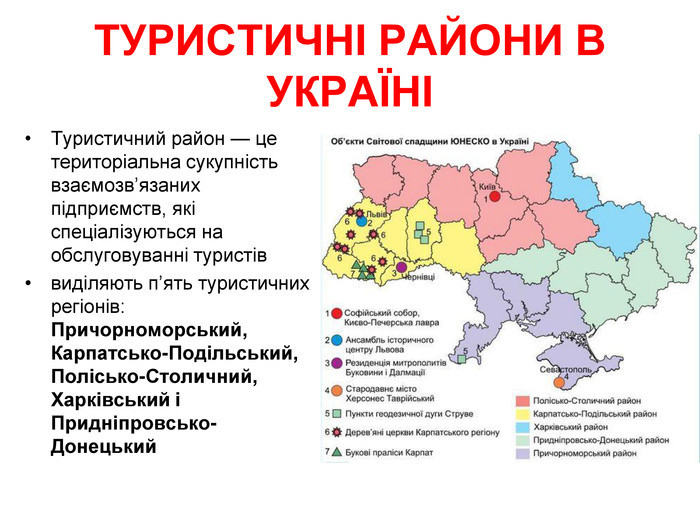 ТУРИСТИЧНІ РАЙОНИ В
УКРАЇНІ
• Туристичний район — це
територіальна сукупність
взаємозв’язаних
підприємств, які
спеціалізуються на
обслуговуванні туристів
• виділяють п’ять туристичних
регіонів:
Причорноморський,
Карпатсько-Подільський,
Полісько-Столичний,
Харківський і
Придніпровсько-
Донецький
Об’єкти Світової спадщини ЮНЕСКО в Україні
Київ
1
Львів
6
2
6
5
6
6
7
3
Чернівці
5
Севастополь
4
1 Софійський собор,
Києво-Печерська лавра
2 Ансамбль історичного
центру Львова
3 Резиденція митрополитів
Буковини і Далмації
4 Стародавнє місто
Херсонес Таврійський
5 Пункти геодезичної дуги Струве
6 Дерев’яні церкви Карпатського регіону
7 Букові праліси Карпат
Полісько-Столичний район
Карпатсько-Подільський район
Харківський район
Придніпровсько-Донецький район
Причорноморський район